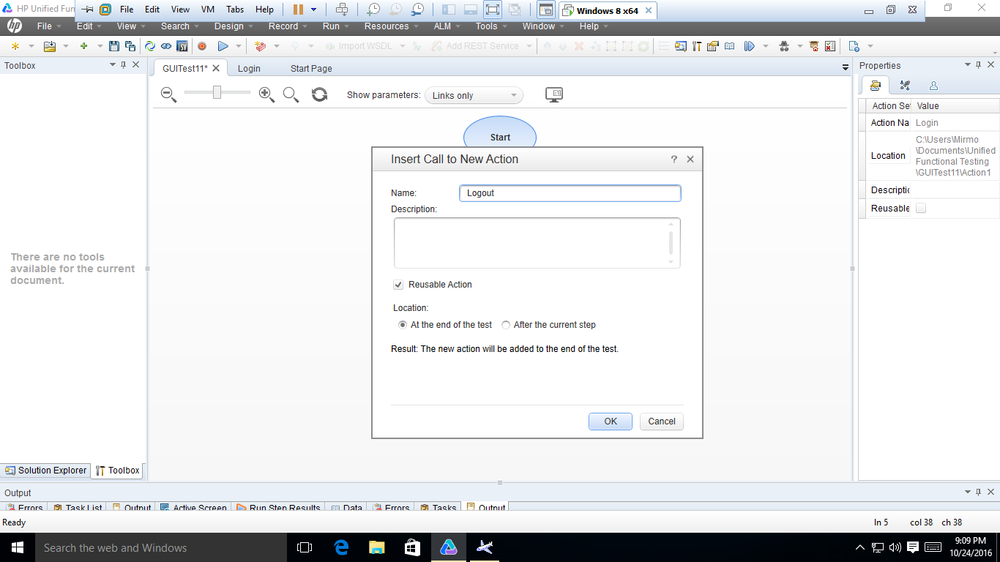 HP Unified Fun
File Edit View VM Tabs Help
Windows 8 x64
hp
File Edit View Search Design Record Run Resources ALM Tools Window Help
Import WSDL
Add REST Service
Toolbox
GUITest11*
Login
Start Page
Properties
Show parameters:
Links only
Action Set
Value
Action Na
Login
Location
C:\Users\Mirmo
\Documents\Unified
Functional Testing
\GUITest11\Action1
Descriptic
Reusable
Start
Insert Call to New Action
?
Name:
Logout
Description:
Reusable Action
Location:
At the end of the test
After the current step
Result: The new action will be added to the end of the test.
OK
Cancel
There are no tools
available for the current
document.
Solution Explorer
Toolbox
Output
Errors
Task List
Output
Active Screen
Run Step Results
Data
Errors
Tasks
Output
Ready
ln 5 col 38 ch 38
Search the web and Windows
9:09 PM
10/24/2016